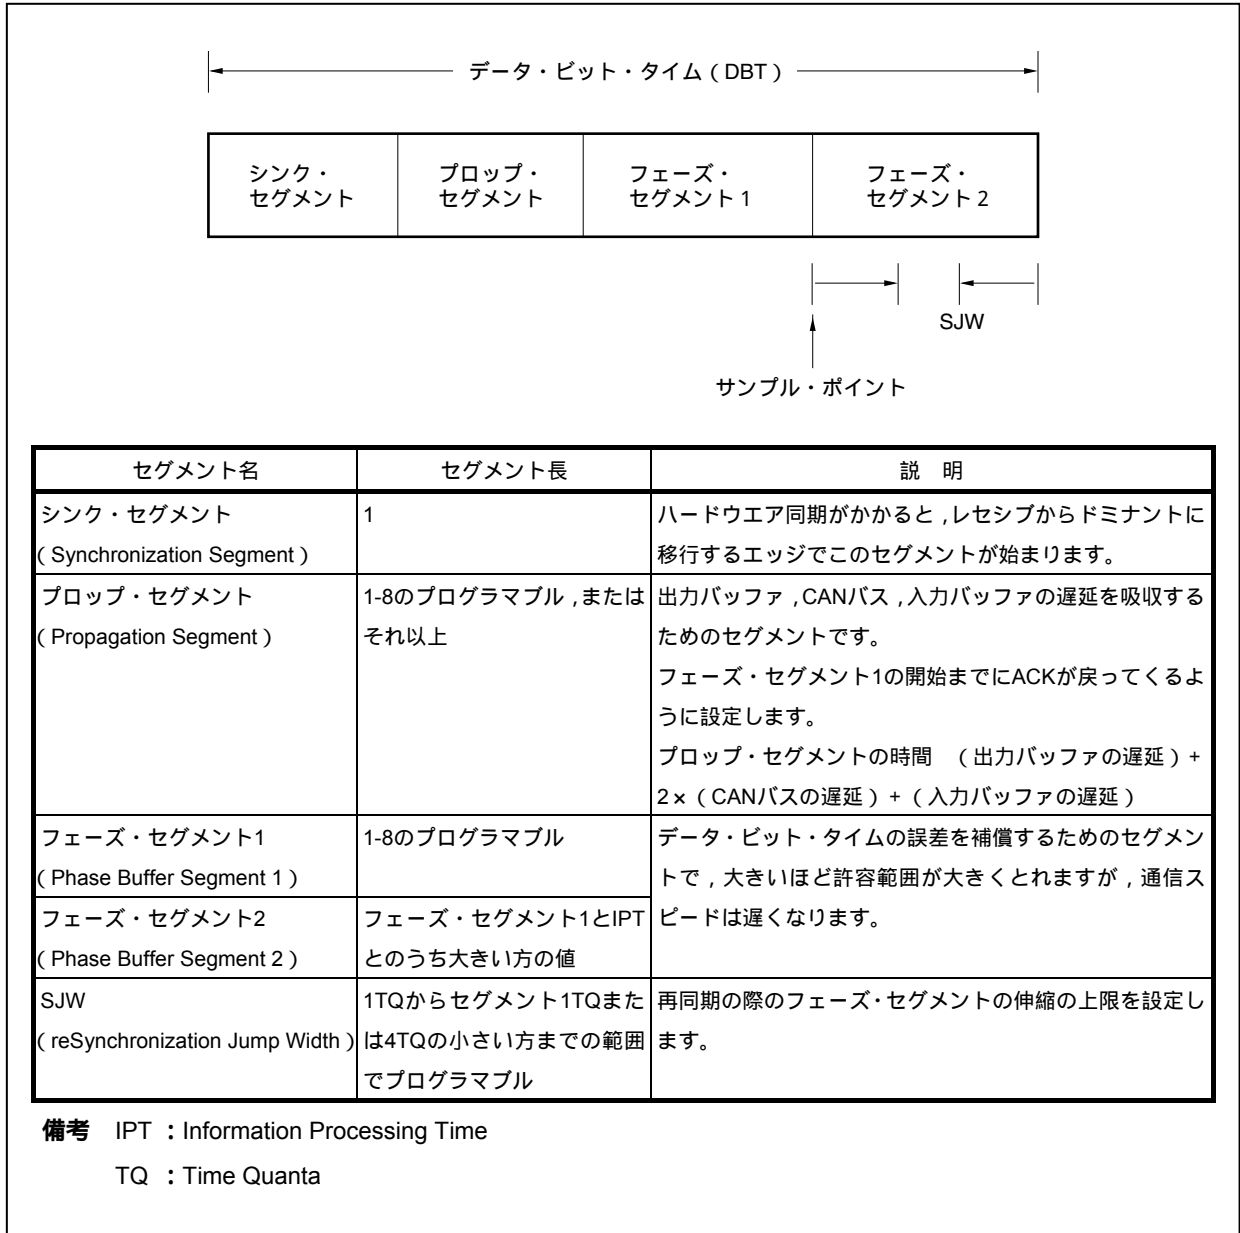 データ・ビット・タイム（DBT）
シンク・
セグメント
プロップ・
セグメント
フェーズ・
セグメント1
フェーズ・
セグメント2
SJW
サンプル・ポイント
セグメント名
セグメント長
説　明
シンク・セグメント
（Synchronization Segment）
1
ハードウエア同期がかかると，レセシブからドミナントに
移行するエッジでこのセグメントが始まります。
プロップ・セグメント
（Propagation Segment）
1-8のプログラマブル，または
それ以上
出力バッファ，CANバス，入力バッファの遅延を吸収する
ためのセグメントです。
フェーズ・セグメント1の開始までにACKが戻ってくるよ
うに設定します。
プロップ・セグメントの時間　（出力バッファの遅延）+
2×（CANバスの遅延）+（入力バッファの遅延）
フェーズ・セグメント1
（Phase Buffer Segment 1）
1-8のプログラマブル
データ・ビット・タイムの誤差を補償するためのセグメン
トで，大きいほど許容範囲が大きくとれますが，通信ス
ピードは遅くなります。
フェーズ・セグメント2
（Phase Buffer Segment 2）
フェーズ・セグメント1とIPT
とのうち大きい方の値
SJW
（reSynchronization Jump Width）
1TQからセグメント1TQまた
は4TQの小さい方までの範囲
でプログラマブル
再同期の際のフェーズ・セグメントの伸縮の上限を設定し
ます。
備考　IPT：Information Processing Time
TQ：Time Quanta